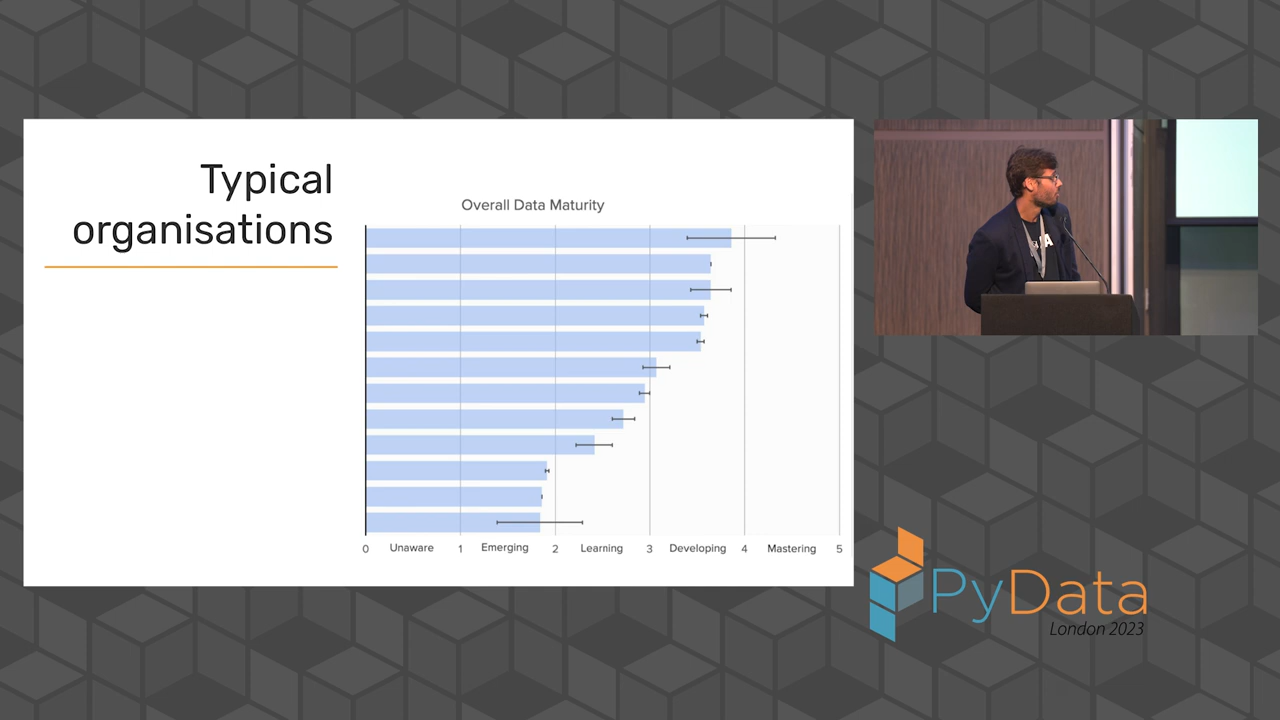 Typical
organisations
Overall Data Maturity
0 Unaware 1 Emerging 2 Learning 3 Developing 4 Mastering 5
PyData
London 2023